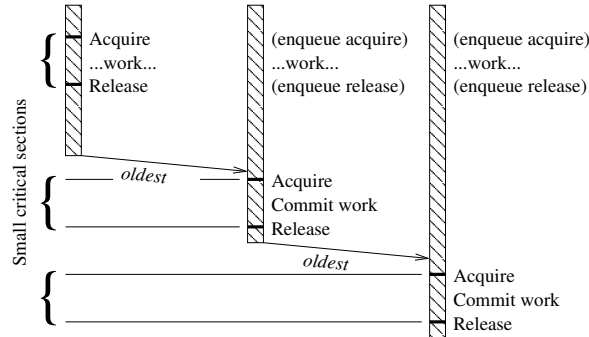 Acquire
...work...
Release
(enqueue acquire)
...work...
(enqueue release)
(enqueue acquire)
...work...
(enqueue release)
Small critical sections
oldest
Acquire
Commit work
Release
oldest
Acquire
Commit work
Release